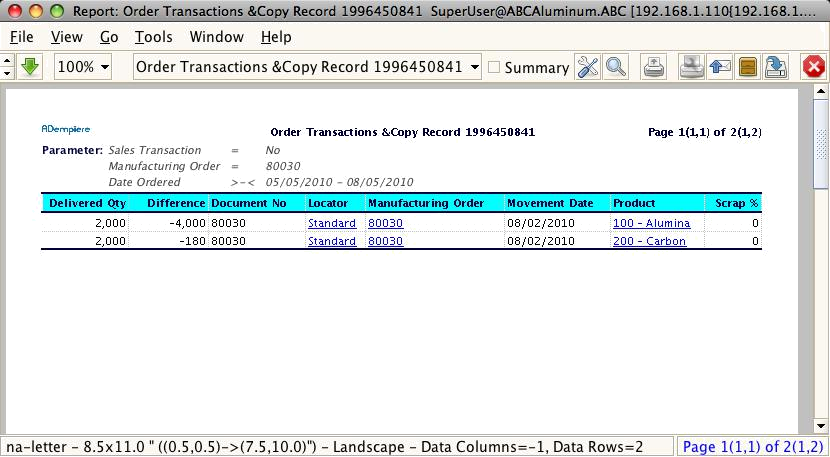 Report: Order Transactions &Copy Record 1996450841 SuperUser@ABCAluminum.ABC [192.168.1.110{192.168.1....
File View Go Tools Window Help
100% Order Transactions &Copy Record 1996450841 Summary
ADempiere
Order Transactions &Copy Record 1996450841 Page 1(1,1) of 2(1,2)
Parameter: Sales Transaction = No
Manufacturing Order = 80030
Date Ordered >-< 05/05/2010 - 08/05/2010
Delivered Qty Difference Document No Locator Manufacturing Order Movement Date Product Scrap %
2,000 -4,000 80030 Standard 80030 08/02/2010 100 - Alumina 0
2,000 -180 80030 Standard 80030 08/02/2010 200 - Carbon 0
na-letter - 8.5x11.0 " ((0.5,0.5)->(7.5,10.0)") - Landscape - Data Columns=-1, Data Rows=2 Page 1(1,1) of 2(1,2)